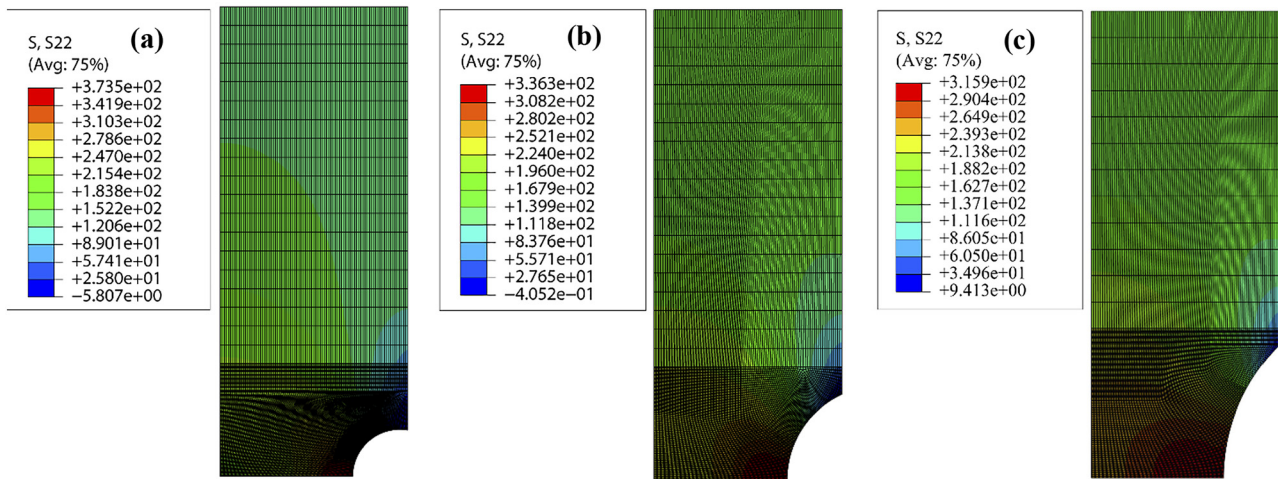 (a)
S, S22
(Avg: 75%)
+3.735e+02
+3.419e+02
+3.103e+02
+2.786e+02
+2.470e+02
+2.154e+02
+1.838e+02
+1.522e+02
+1.206e+02
+8.901e+01
+5.741e+01
+2.580e+01
−5.807e+00
(b)
S, S22
(Avg: 75%)
+3.363e+02
+3.082e+02
+2.802e+02
+2.521e+02
+2.240e+02
+1.960e+02
+1.679e+02
+1.399e+02
+1.118e+02
+8.376e+01
+5.571e+01
+2.765e+01
−4.052e−01
(c)
S, S22
(Avg: 75%)
+3.159e+02
+2.904e+02
+2.649e+02
+2.393e+02
+2.138e+02
+1.882e+02
+1.627e+02
+1.371e+02
+1.116e+02
+8.605e+01
+6.050e+01
+3.496e+01
+9.413e+00